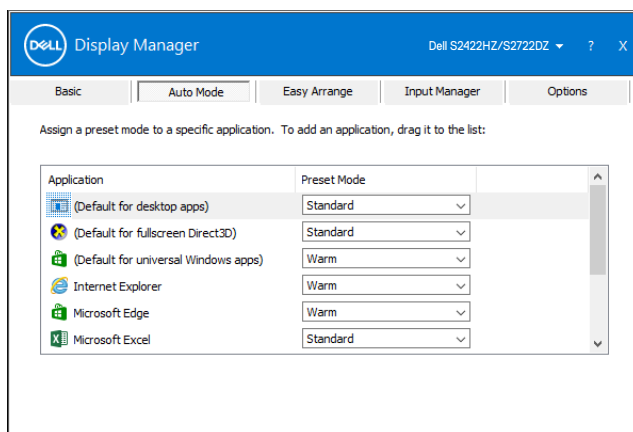 DELL Display Manager Dell S2422HZ/S2722DZ ? X
Basic Auto Mode Easy Arrange Input Manager Options
Assign a preset mode to a specific application. To add an application, drag it to the list:
Application Preset Mode
(Default for desktop apps) Standard
(Default for fullscreen Direct3D) Standard
(Default for universal Windows apps) Warm
Internet Explorer Warm
Microsoft Edge Warm
Microsoft Excel Standard